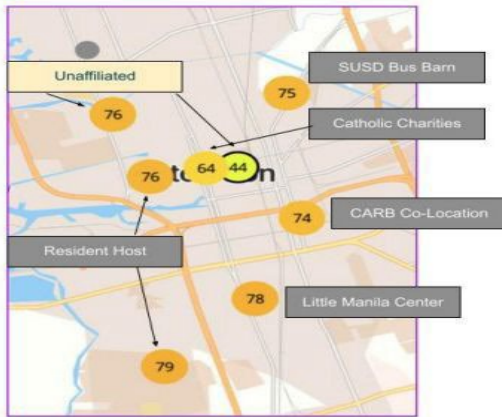 SUSD Bus Barn
Unaffiliated
75
76
Catholic Charities
64
44
76
74
CARB Co-Location
Resident Host
78
Little Manila Center
79